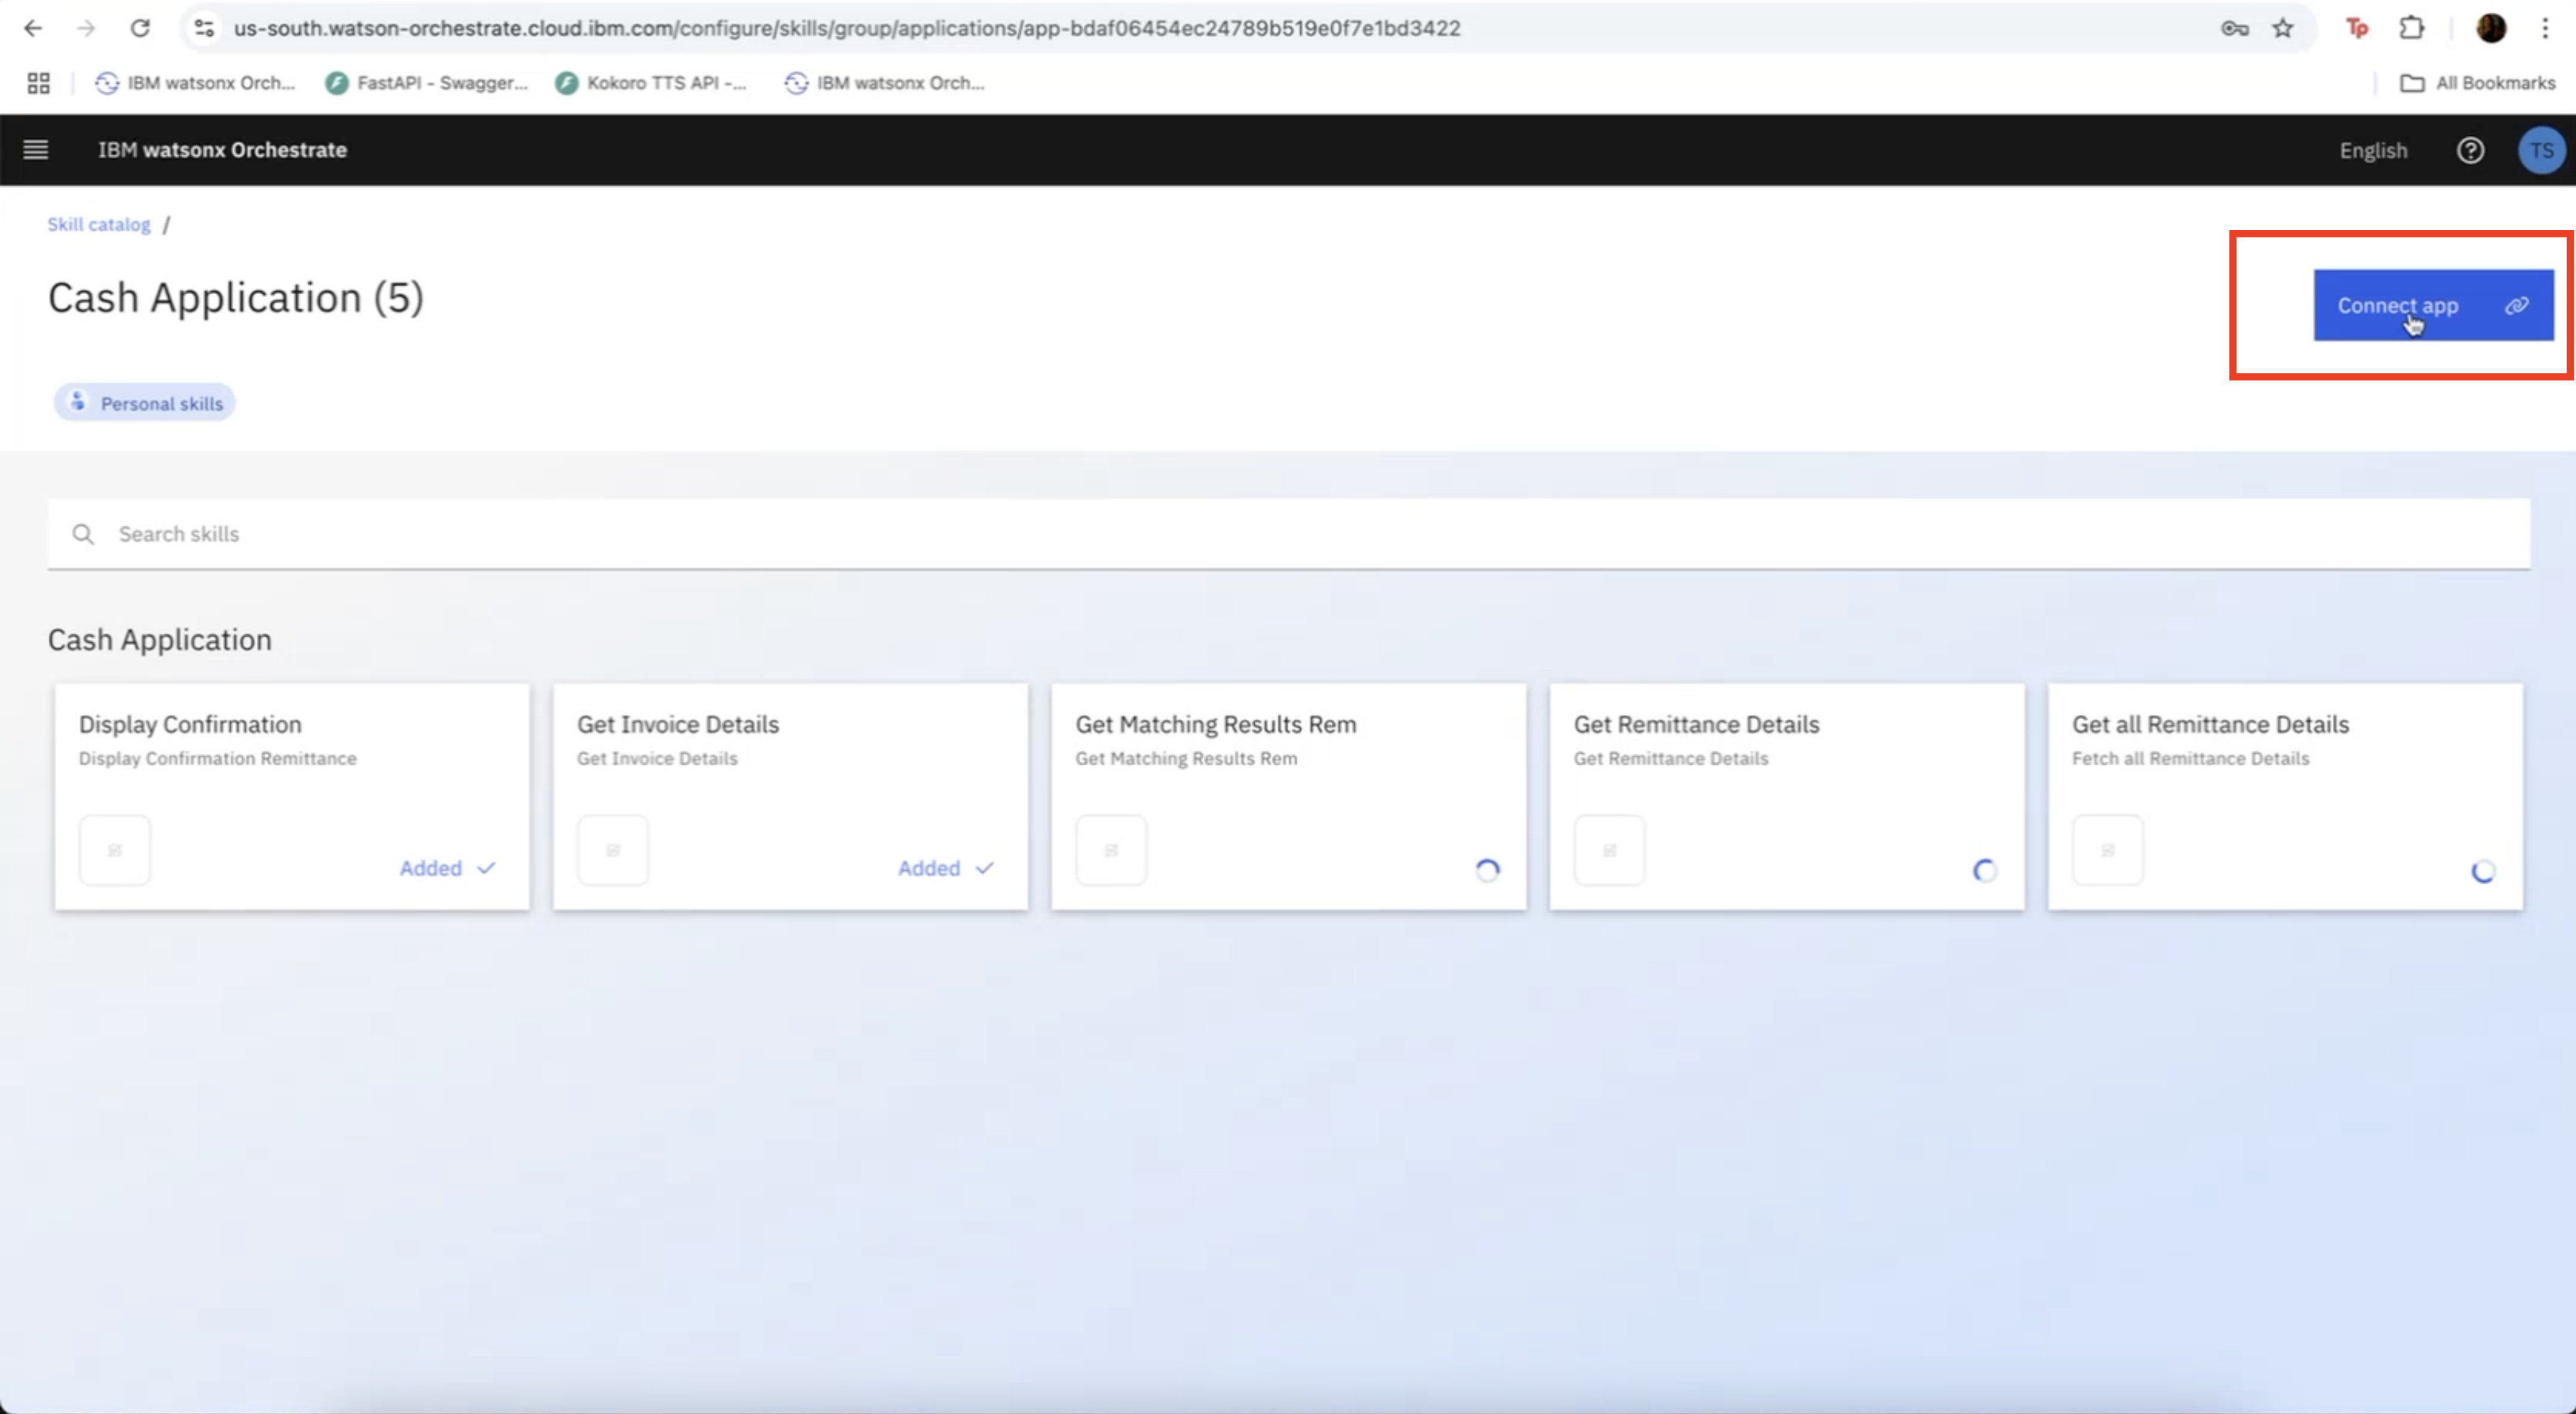 us-south.watson-orchestrate.cloud.ibm.com/configure/skills/group/applications/app-bdaf06454ec24789b519e0f7e1bd3422
Tp
IBM watsonx Orch... FastAPI - Swagger... Kokoro TTS API -... IBM watsonx Orch... All Bookmarks
IBM watsonx Orchestrate English TS
Skill catalog /
Cash Application (5)
Connect app
Personal skills
Search skills
Cash Application
Display Confirmation
Display Confirmation Remittance
Added
Get Invoice Details
Get Invoice Details
Added
Get Matching Results Rem
Get Matching Results Rem
Get Remittance Details
Get Remittance Details
Get all Remittance Details
Fetch all Remittance Details